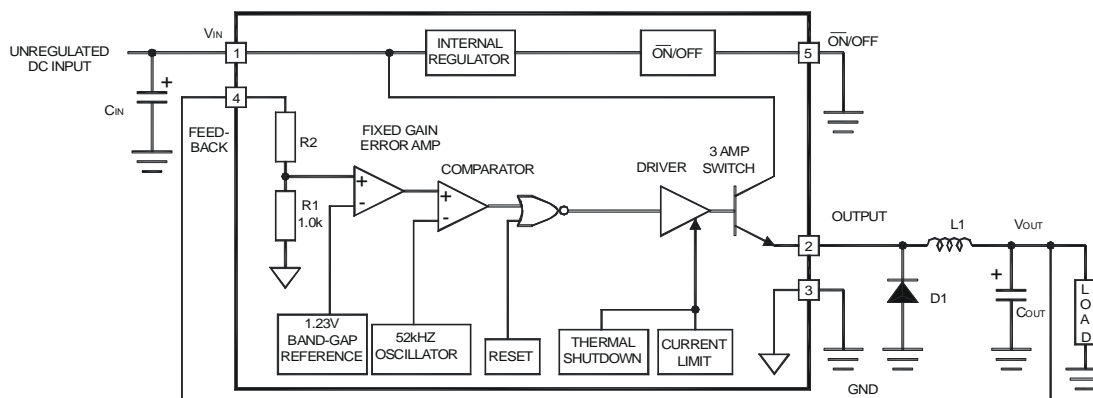 UNREGULATED
DC INPUT
VIN
1
INTERNAL
REGULATOR
ON/OFF
5
ON/OFF
+
CIN
4
FEED-
BACK
R2
R1
1.0k
FIXED GAIN
ERROR AMP
+
-
COMPARATOR
+
-
DRIVER
3 AMP
SWITCH
OUTPUT
2
L1
VOUT
3
D1
+
COUT
LOAD
1.23V
BAND-GAP
REFERENCE
52kHZ
OSCILLATOR
RESET
THERMAL
SHUTDOWN
CURRENT
LIMIT
GND